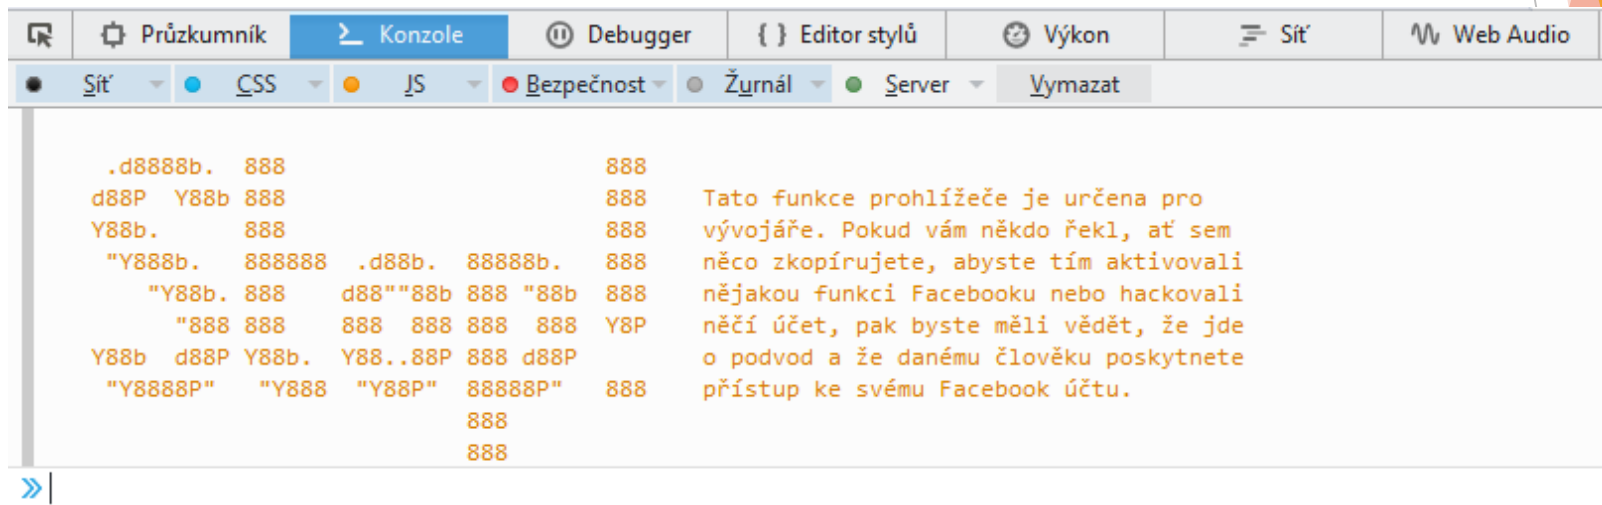 Průzkumník Konzole Debugger { } Editor stylů Výkon Síť Web Audio
Síť CSS JS Bezpečnost Žurnál Server Vymazat
 .d8888b.  888                       888
d88P  Y88b 888                       888    Tato funkce prohlížeče je určena pro
Y88b.      888                       888    vývojáře. Pokud vám někdo řekl, ať sem
 "Y888b.   888888  .d88b.  88888b.   888    něco zkopírujete, abyste tím aktivovali
    "Y88b. 888    d88""88b 888 "88b  888    nějakou funkci Facebooku nebo hackovali
      "888 888    888  888 888  888  Y8P    něčí účet, pak byste měli vědět, že jde
Y88b  d88P Y88b.  Y88..88P 888 d88P         o podvod a že danému člověku poskytnete
 "Y8888P"   "Y888  "Y88P"  88888P"   888    přístup ke svému Facebook účtu.
                           888
                           888
»